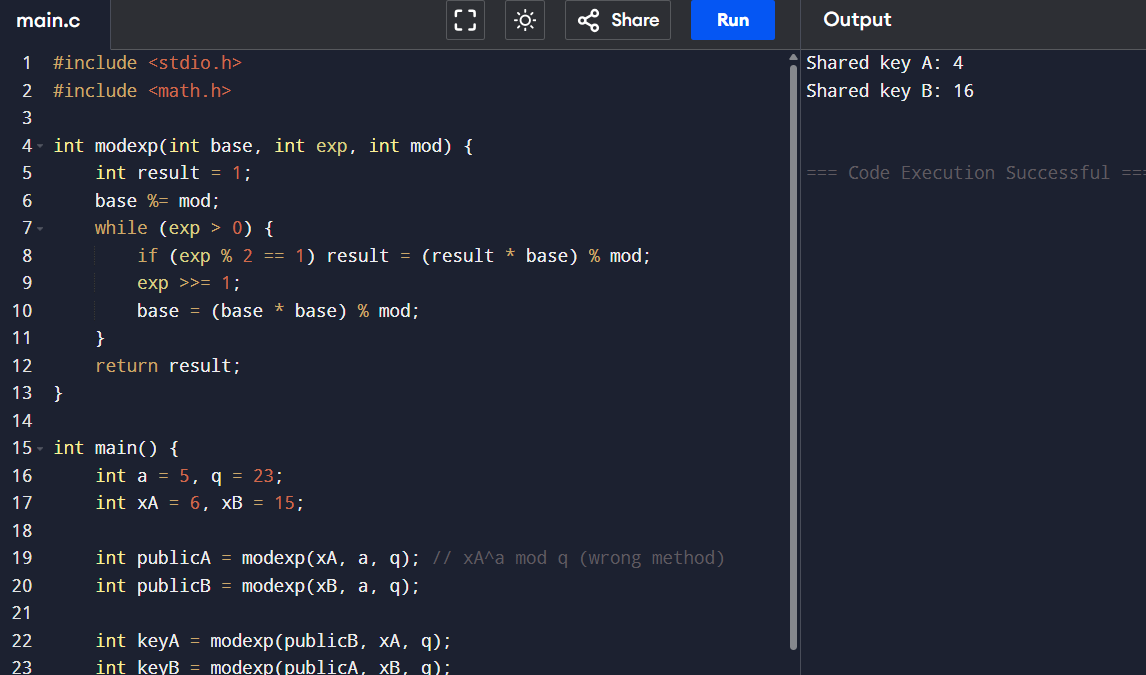 main.c
Share
Run
Output
1 #include <stdio.h>
2 #include <math.h>
3
4 int modexp(int base, int exp, int mod) {
5     int result = 1;
6     base %= mod;
7     while (exp > 0) {
8         if (exp % 2 == 1) result = (result * base) % mod;
9         exp >>= 1;
10         base = (base * base) % mod;
11     }
12     return result;
13 }
14
15 int main() {
16     int a = 5, q = 23;
17     int xA = 6, xB = 15;
18
19     int publicA = modexp(xA, a, q); // xA^a mod q (wrong method)
20     int publicB = modexp(xB, a, q);
21
22     int keyA = modexp(publicB, xA, q);
23     int keyB = modexp(publicA, xB, q);
Shared key A: 4
Shared key B: 16
=== Code Execution Successful ===